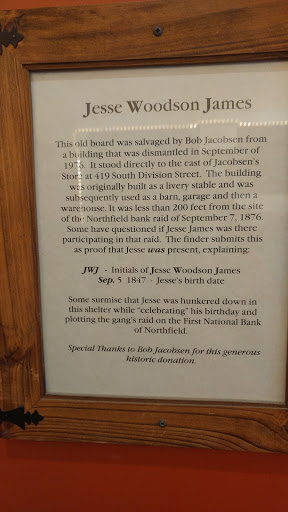 Jesse Woodson James
This old board was salvaged by Bob Jacobsen from
a building that was dismantled in September of
1975. It stood directly to the east of Jacobsen's
Store at 419 South Division Street. The building
was originally built as a livery stable and was
subsequently used as a barn, garage and then a
warehouse. It was less than 200 feet from the site
of the Northfield bank raid of September 7, 1876.
Some have questioned if Jesse James was there
participating in that raid. The finder submits this
as proof that Jesse was present, explaining:
JWJ - Initials of Jesse Woodson James
Sep. 5 1847 - Jesse's birth date
Some surmise that Jesse was hunkered down in
this shelter while "celebrating" his birthday and
plotting the gang's raid on the First National Bank
of Northfield.
Special Thanks to Bob Jacobsen for this generous
historic donation.